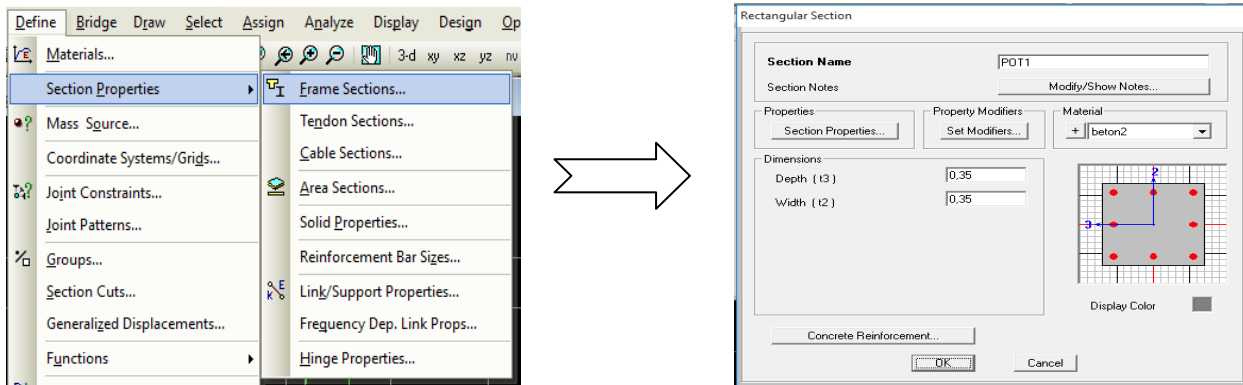 Define Bridge Draw Select Assign Analyze Display Design Op
Materials...
Section Properties
Mass Source...
Coordinate Systems/Grids...
Joint Constraints...
Joint Patterns...
Groups...
Section Cuts...
Generalized Displacements...
Functions
3-d xy xz yz nv
Frame Sections...
Tendon Sections...
Cable Sections...
Area Sections...
Solid Properties...
Reinforcement Bar Sizes...
Link/Support Properties...
Frequency Dep. Link Props...
Hinge Properties...
Rectangular Section
Section Name POT1
Section Notes Modify/Show Notes...
Properties Property Modifiers Material
Section Properties... Set Modifiers... + beton2
Dimensions
Depth ( t3 ) 0,35
Width ( t2 ) 0,35
2
3
Display Color
Concrete Reinforcement...
OK Cancel